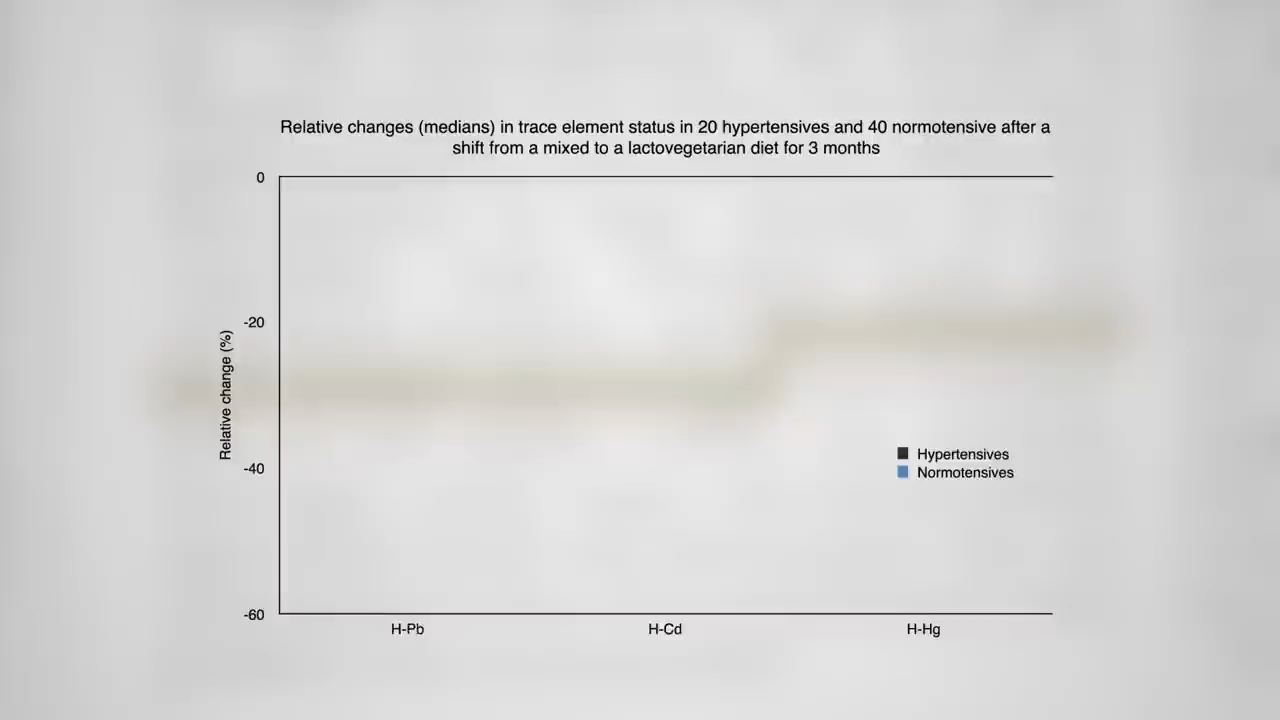 Relative changes (medians) in trace element status in 20 hypertensives and 40 normotensive after a
shift from a mixed to a lactovegetarian diet for 3 months
0
-20
-40
-60
Relative change (%)
Hypertensives
Normotensives
H-Pb
H-Cd
H-Hg